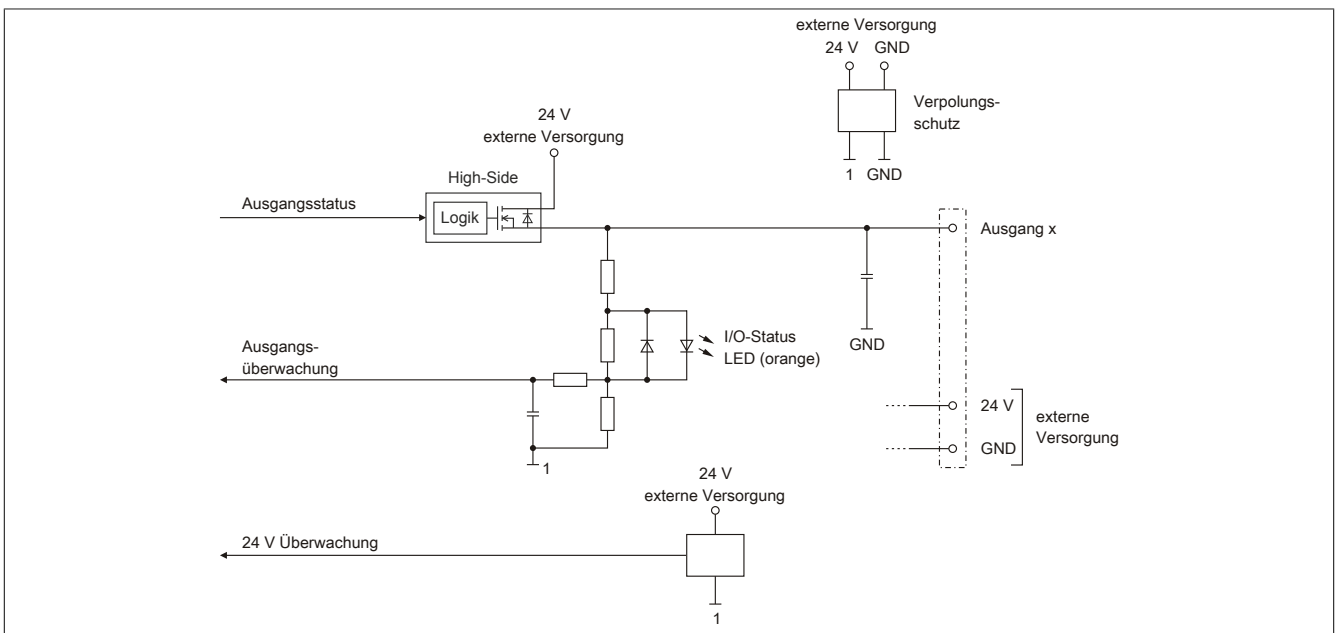 externe Versorgung
24 V GND
Verpolungs-
schutz
1 GND
24 V
externe Versorgung
High-Side
Ausgangsstatus
Logik
Ausgang x
I/O-Status
LED (orange)
GND
Ausgangs-
überwachung
24 V
externe
Versorgung
GND
1
24 V
externe Versorgung
24 V Überwachung
1